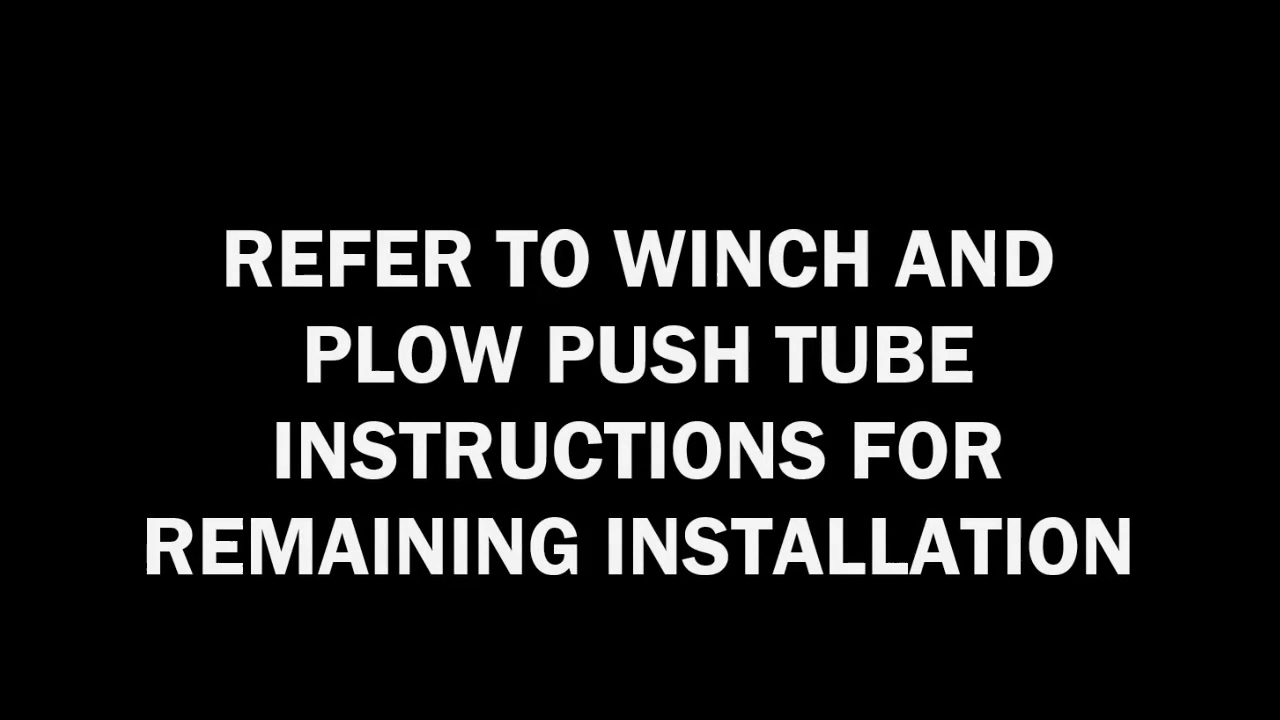 REFER TO WINCH AND
PLOW PUSH TUBE
INSTRUCTIONS FOR
REMAINING INSTALLATION